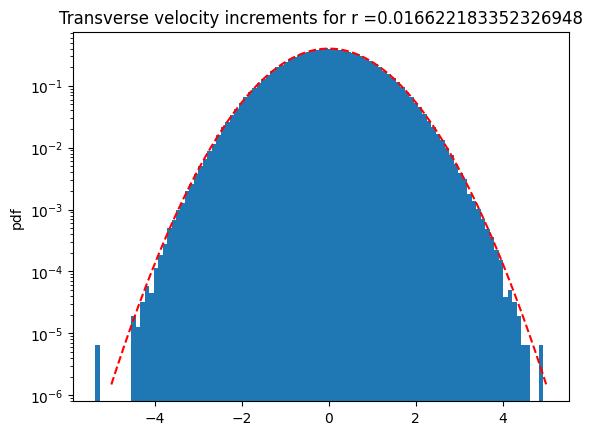 Transverse velocity increments for r =0.016622183352326948
pdf
10⁻¹
10⁻²
10⁻³
10⁻⁴
10⁻⁵
10⁻⁶
−4 −2 0 2 4